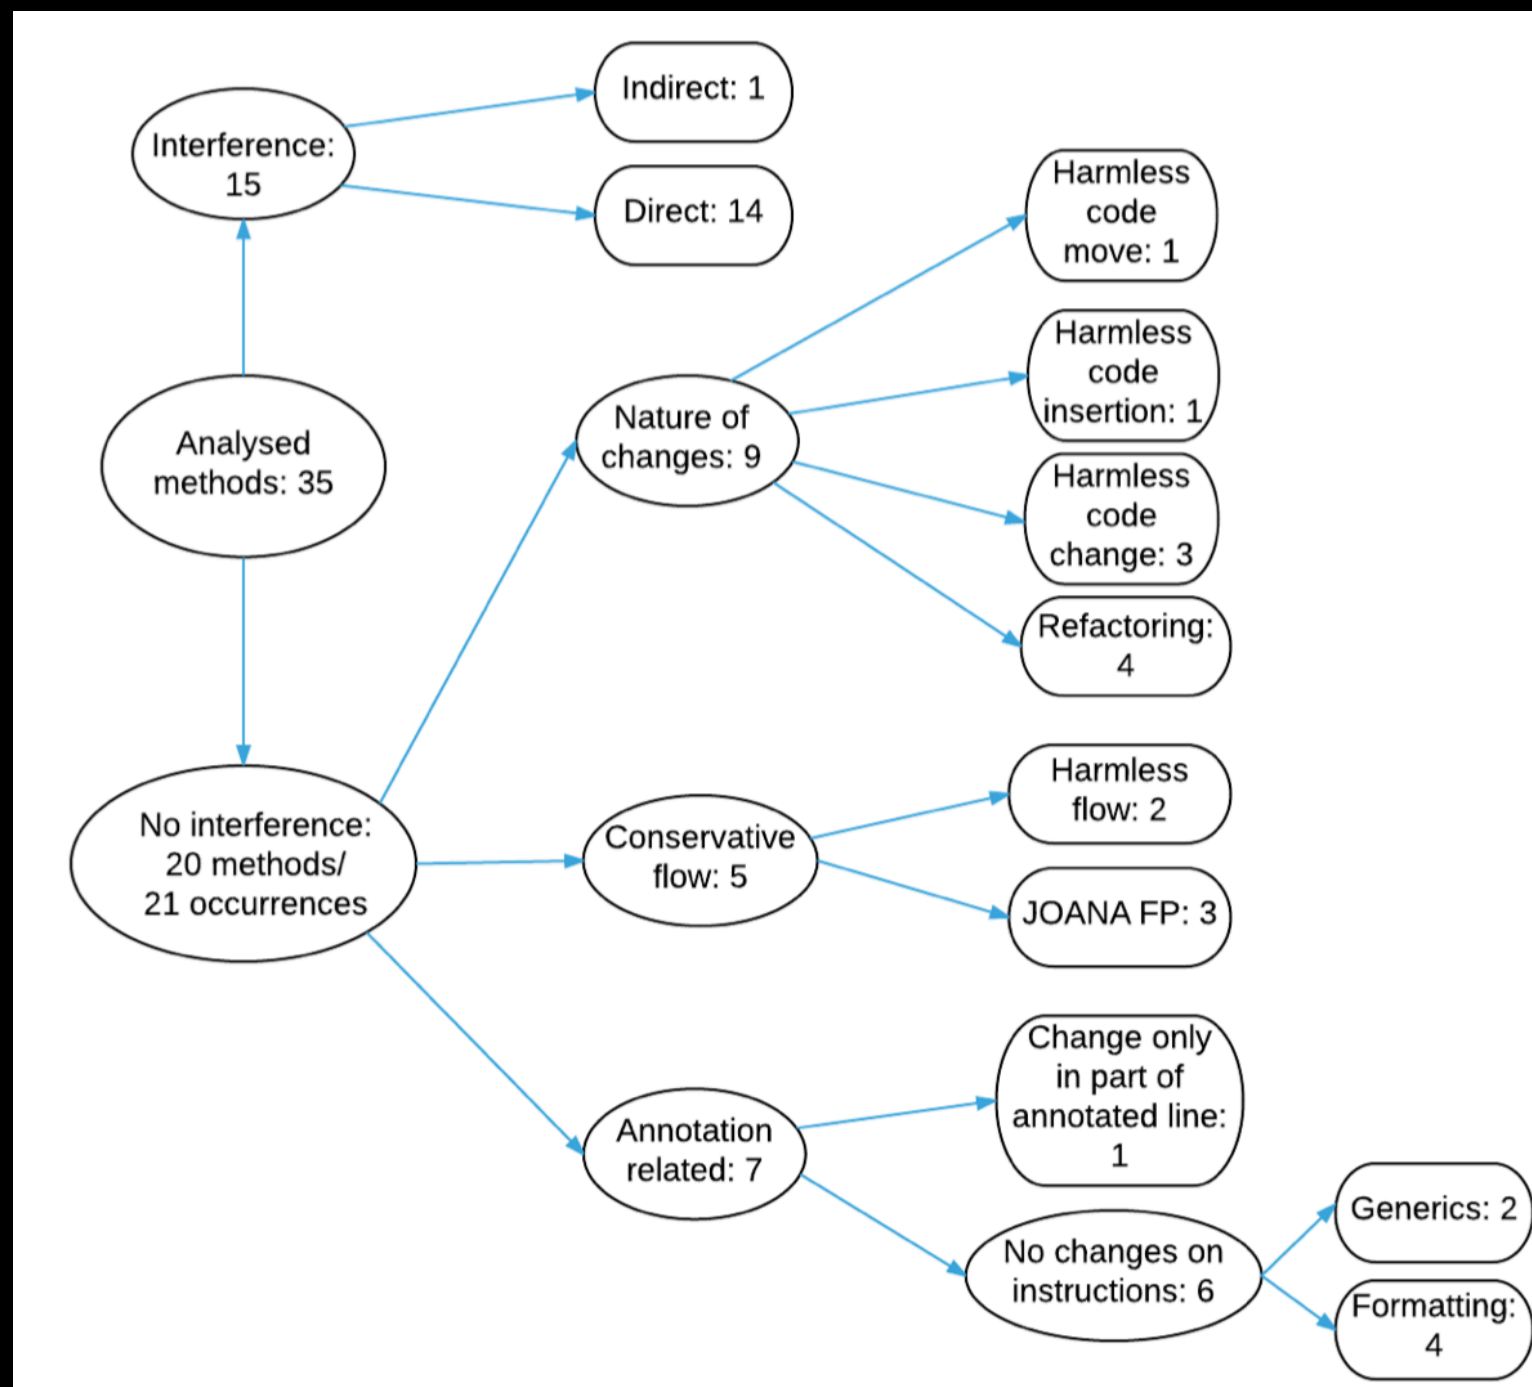 Indirect: 1
Interference:
15
Direct: 14
Harmless
code
move: 1
Harmless
code
insertion: 1
Analysed
methods: 35
Nature of
changes: 9
Harmless
code
change: 3
Refactoring:
4
No interference:
20 methods/
21 occurrences
Conservative
flow: 5
Harmless
flow: 2
JOANA FP: 3
Annotation
related: 7
Change only
in part of
annotated line:
1
No changes on
instructions: 6
Generics: 2
Formatting:
4